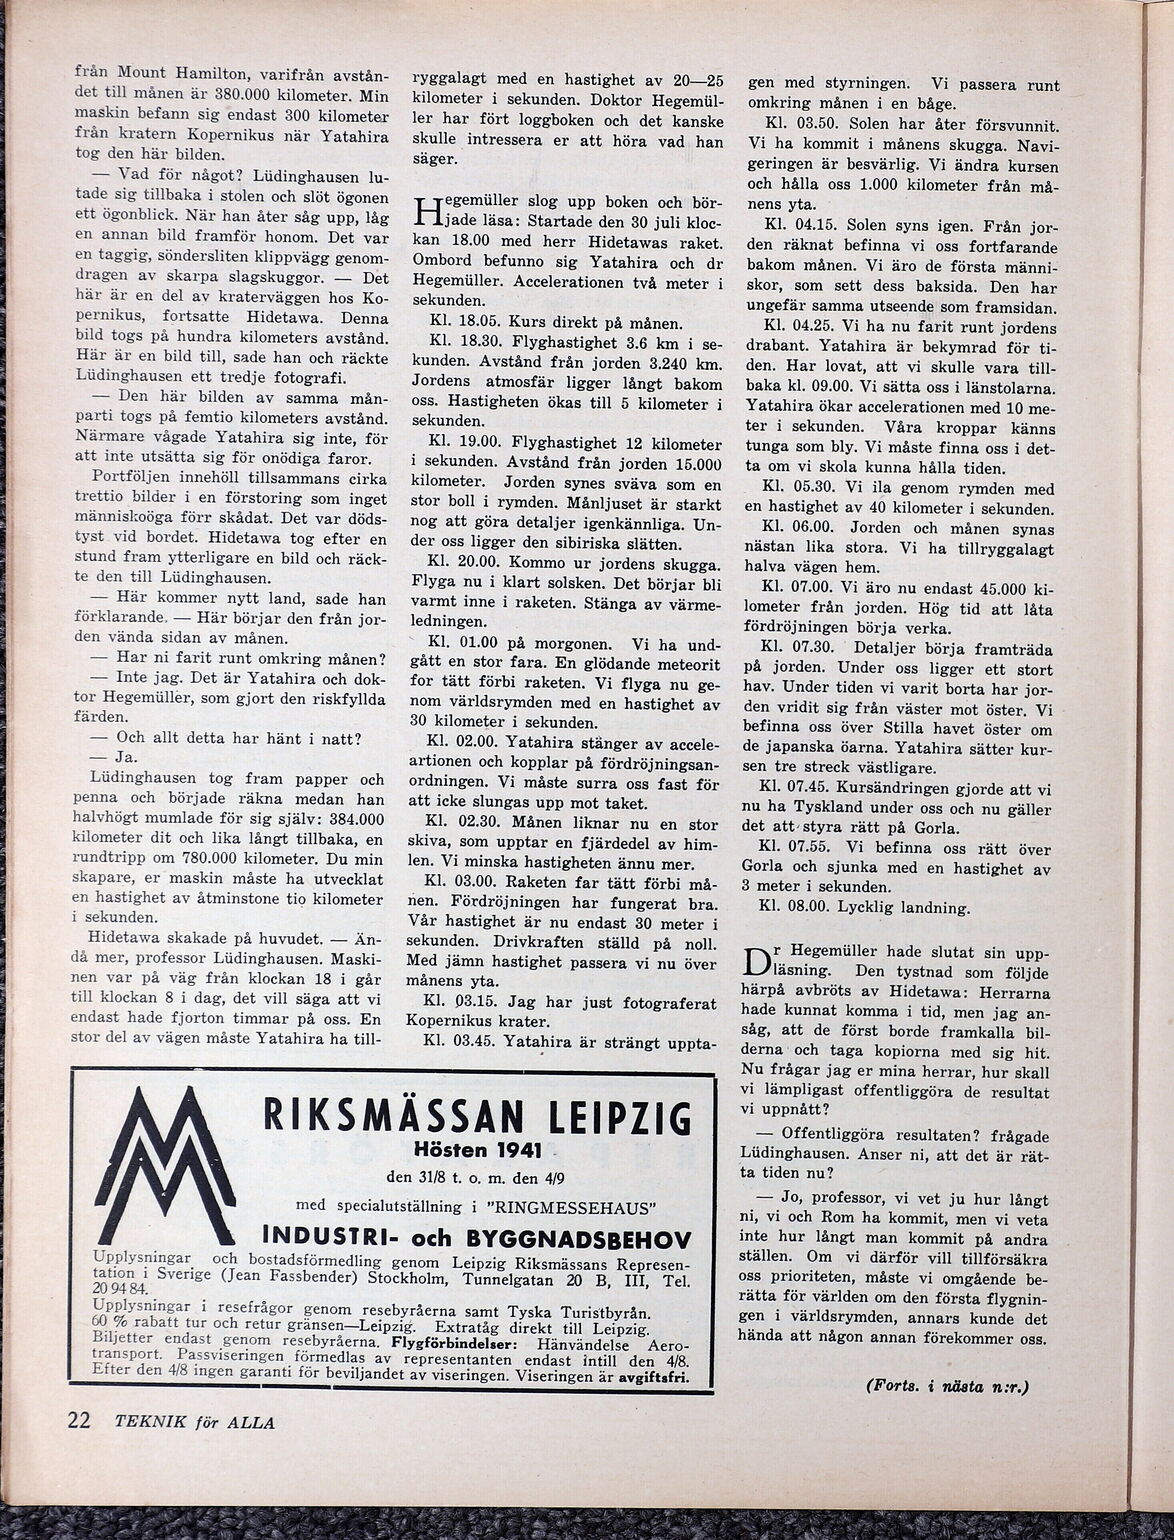 från Mount Hamilton, varifrån avstån-
det till månen är 380.000 kilometer. Min
maskin befann sig endast 300 kilometer
från kratern Kopernikus när Yatahira
tog den här bilden.
— Vad för något? Lüdinghausen lu-
tade sig tillbaka i stolen och slöt ögonen
ett ögonblick. När han åter såg upp, låg
en annan bild framför honom. Det var
en taggig, söndersliten klippvägg genom-
dragen av skarpa slagskuggor. — Det
här är en del av kraterväggen hos Ko-
pernikus, fortsatte Hidetawa. Denna
bild togs på hundra kilometers avstånd.
Här är en bild till, sade han och räckte
Lüdinghausen ett tredje fotografi.
— Den här bilden av samma mån-
parti togs på femtio kilometers avstånd.
Närmare vågade Yatahira sig inte, för
att inte utsätta sig för onödiga faror.
Portföljen innehöll tillsammans cirka
trettio bilder i en förstoring som inget
människoöga förr skådat. Det var döds-
tyst vid bordet. Hidetawa tog efter en
stund fram ytterligare en bild och räck-
te den till Lüdinghausen.
— Här kommer nytt land, sade han
förklarande. — Här börjar den från jor-
den vända sidan av månen.
— Har ni farit runt omkring månen?
— Inte jag. Det är Yatahira och dok-
tor Hegemüller, som gjort den riskfyllda
färden.
— Och allt detta har hänt i natt?
— Ja.
Lüdinghausen tog fram papper och
penna och började räkna medan han
halvhögt mumlade för sig själv: 384.000
kilometer dit och lika långt tillbaka, en
rundtripp om 780.000 kilometer. Du min
skapare, er maskin måste ha utvecklat
en hastighet av åtminstone tio kilometer
i sekunden.
Hidetawa skakade på huvudet. — Än-
då mer, professor Lüdinghausen. Maski-
nen var på väg från klockan 18 i går
till klockan 8 i dag, det vill säga att vi
endast hade fjorton timmar på oss. En
stor del av vägen måste Yatahira ha till-
ryggalagt med en hastighet av 20—25
kilometer i sekunden. Doktor Hegemül-
ler har fört loggboken och det kanske
skulle intressera er att höra vad han
säger.
Hegemüller slog upp boken och bör-
jade läsa: Startade den 30 juli kloc-
kan 18.00 med herr Hidetawas raket.
Ombord befunno sig Yatahira och dr
Hegemüller. Accelerationen två meter i
sekunden.
Kl. 18.05. Kurs direkt på månen.
Kl. 18.30. Flyghastighet 3.6 km i se-
kunden. Avstånd från jorden 3.240 km.
Jordens atmosfär ligger långt bakom
oss. Hastigheten ökas till 5 kilometer i
sekunden.
Kl. 19.00. Flyghastighet 12 kilometer
i sekunden. Avstånd från jorden 15.000
kilometer. Jorden synes sväva som en
stor boll i rymden. Månljuset är starkt
nog att göra detaljer igenkännliga. Un-
der oss ligger den sibiriska slätten.
Kl. 20.00. Kommo ur jordens skugga.
Flyga nu i klart solsken. Det börjar bli
varmt inne i raketen. Stänga av värme-
ledningen.
Kl. 01.00 på morgonen. Vi ha und-
gått en stor fara. En glödande meteorit
for tätt förbi raketen. Vi flyga nu ge-
nom världsrymden med en hastighet av
30 kilometer i sekunden.
Kl. 02.00. Yatahira stänger av accele-
artionen och kopplar på fördröjningsan-
ordningen. Vi måste surra oss fast för
att icke slungas upp mot taket.
Kl. 02.30. Månen liknar nu en stor
skiva, som upptar en fjärdedel av him-
len. Vi minska hastigheten ännu mer.
Kl. 03.00. Raketen far tätt förbi må-
nen. Fördröjningen har fungerat bra.
Vår hastighet är nu endast 30 meter i
sekunden. Drivkraften ställd på noll.
Med jämn hastighet passera vi nu över
månens yta.
Kl. 03.15. Jag har just fotograferat
Kopernikus krater.
Kl. 03.45. Yatahira är strängt uppta-
gen med styrningen. Vi passera runt
omkring månen i en båge.
Kl. 03.50. Solen har åter försvunnit.
Vi ha kommit i månens skugga. Navi-
geringen är besvärlig. Vi ändra kursen
och hålla oss 1.000 kilometer från må-
nens yta.
Kl. 04.15. Solen syns igen. Från jor-
den räknat befinna vi oss fortfarande
bakom månen. Vi äro de första männi-
skor, som sett dess baksida. Den har
ungefär samma utseende som framsidan.
Kl. 04.25. Vi ha nu farit runt jordens
drabant. Yatahira är bekymrad för ti-
den. Har lovat, att vi skulle vara till-
baka kl. 09.00. Vi sätta oss i länstolarna.
Yatahira ökar accelerationen med 10 me-
ter i sekunden. Våra kroppar känns
tunga som bly. Vi måste finna oss i det-
ta om vi skola kunna hålla tiden.
Kl. 05.30. Vi ila genom rymden med
en hastighet av 40 kilometer i sekunden.
Kl. 06.00. Jorden och månen synas
nästan lika stora. Vi ha tillryggalagt
halva vägen hem.
Kl. 07.00. Vi äro nu endast 45.000 ki-
lometer från jorden. Hög tid att låta
fördröjningen börja verka.
Kl. 07.30. Detaljer börja framträda
på jorden. Under oss ligger ett stort
hav. Under tiden vi varit borta har jor-
den vridit sig från väster mot öster. Vi
befinna oss över Stilla havet öster om
de japanska öarna. Yatahira sätter kur-
sen tre streck västligare.
Kl. 07.45. Kursändringen gjorde att vi
nu ha Tyskland under oss och nu gäller
det att styra rätt på Gorla.
Kl. 07.55. Vi befinna oss rätt över
Gorla och sjunka med en hastighet av
3 meter i sekunden.
Kl. 08.00. Lycklig landning.
Dr Hegemüller hade slutat sin upp-
läsning. Den tystnad som följde
härpå avbröts av Hidetawa: Herrarna
hade kunnat komma i tid, men jag an-
såg, att de först borde framkalla bil-
derna och taga kopiorna med sig hit.
Nu frågar jag er mina herrar, hur skall
vi lämpligast offentliggöra de resultat
vi uppnått?
— Offentliggöra resultaten? frågade
Lüdinghausen. Anser ni, att det är rät-
ta tiden nu?
— Jo, professor, vi vet ju hur långt
ni, vi och Rom ha kommit, men vi veta
inte hur långt man kommit på andra
ställen. Om vi därför vill tillförsäkra
oss prioriteten, måste vi omgående be-
rätta för världen om den första flygnin-
gen i världsrymden, annars kunde det
hända att någon annan förekommer oss.
(Forts. i nästa n:r.)
RIKSMÄSSAN LEIPZIG
Hösten 1941
den 31/8 t. o. m. den 4/9
med specialutställning i ”RINGMESSEHAUS”
INDUSTRI- och BYGGNADSBEHOV
Upplysningar och bostadsförmedling genom Leipzig Riksmässans Represen-
tation i Sverige (Jean Fassbender) Stockholm, Tunnelgatan 20 B, III, Tel.
20 94 84.
Upplysningar i resefrågor genom resebyråerna samt Tyska Turistbyrån.
60 % rabatt tur och retur gränsen—Leipzig. Extratåg direkt till Leipzig.
Biljetter endast genom resebyråerna. Flygförbindelser: Hänvändelse Aero-
transport. Passviseringen förmedlas av representanten endast intill den 4/8.
Efter den 4/8 ingen garanti för beviljandet av viseringen. Viseringen är avgiftsfri.
22 TEKNIK för ALLA